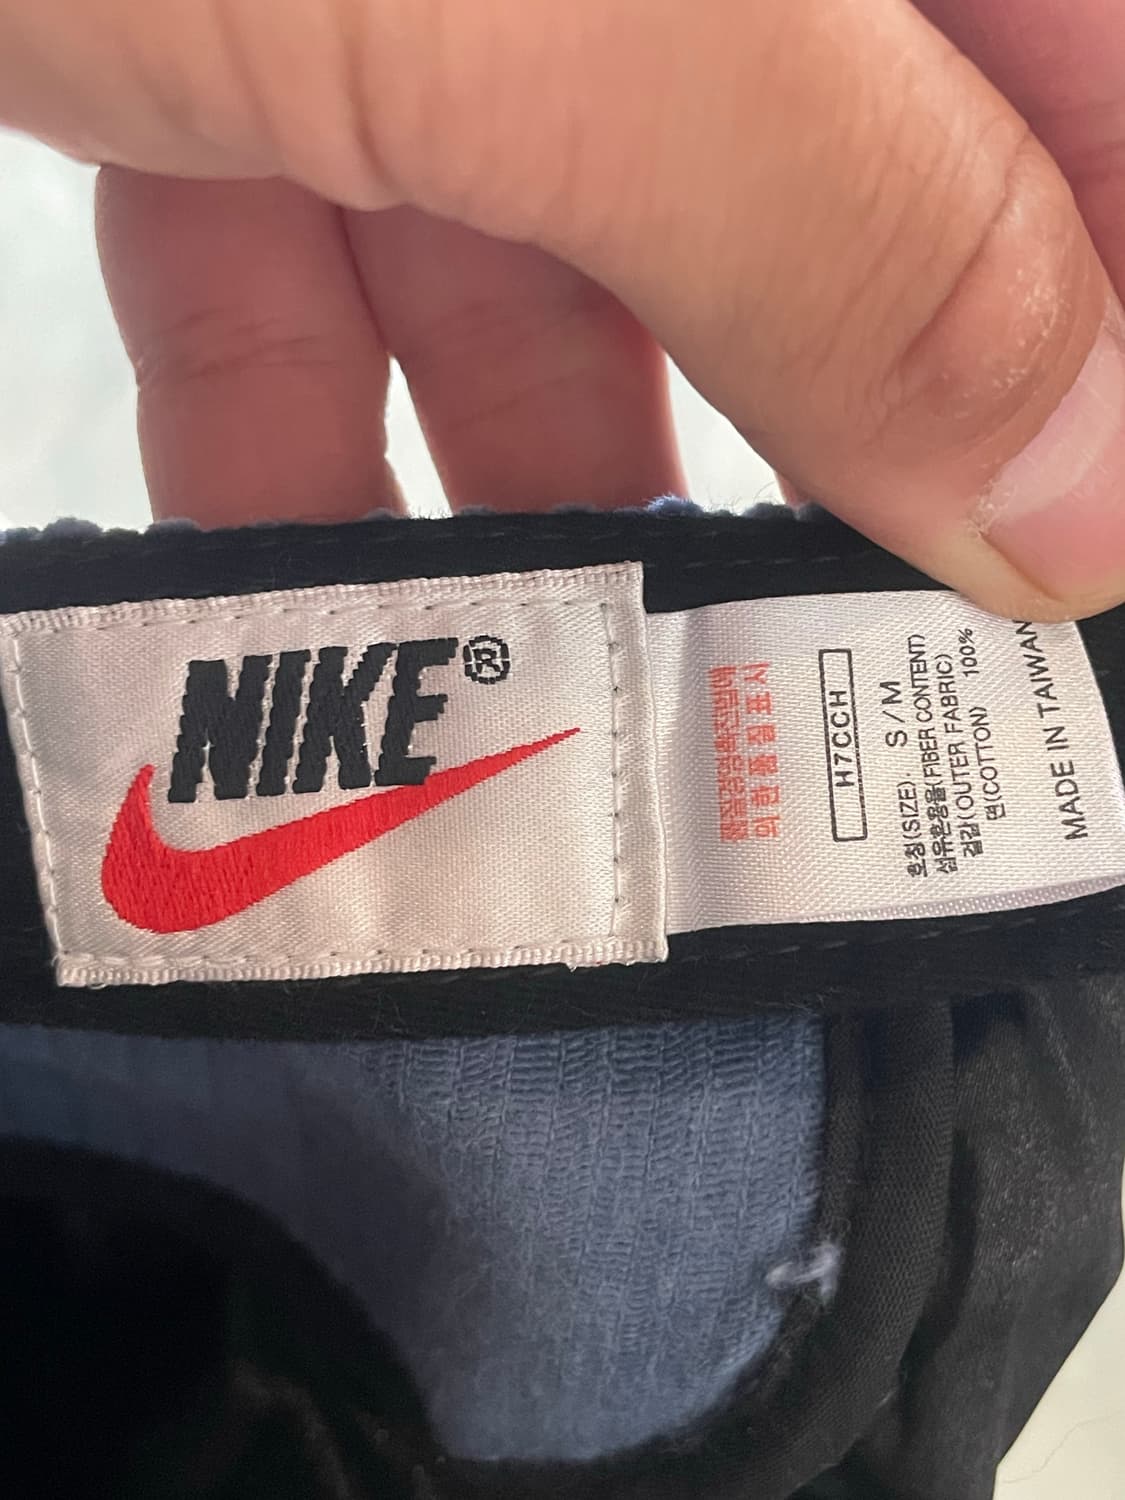 NIKE®
H7CCH
호칭(SIZE). S/M
섬유혼용율(FIBER CONTENT)
겉감(OUTER FABRIC)
면(COTTON) 100%
MADE IN TAIWAN